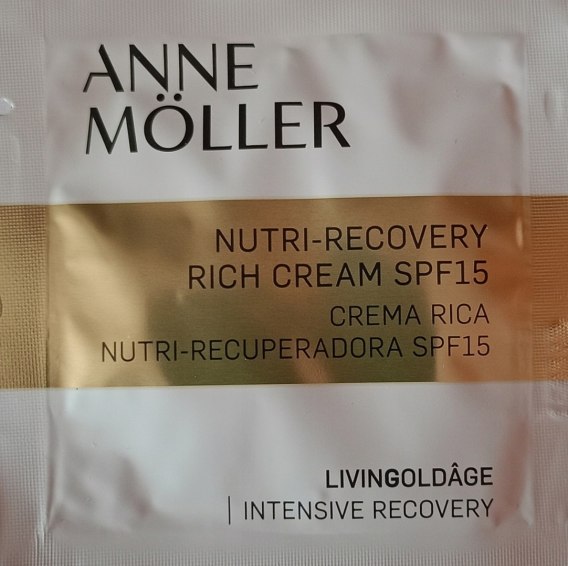 ANNE
MÖLLER
NUTRI-RECOVERY
RICH CREAM SPF15
CREMA RICA
NUTRI-RECUPERADORA SPF15
LIVINGOLDÂGE
| INTENSIVE RECOVERY